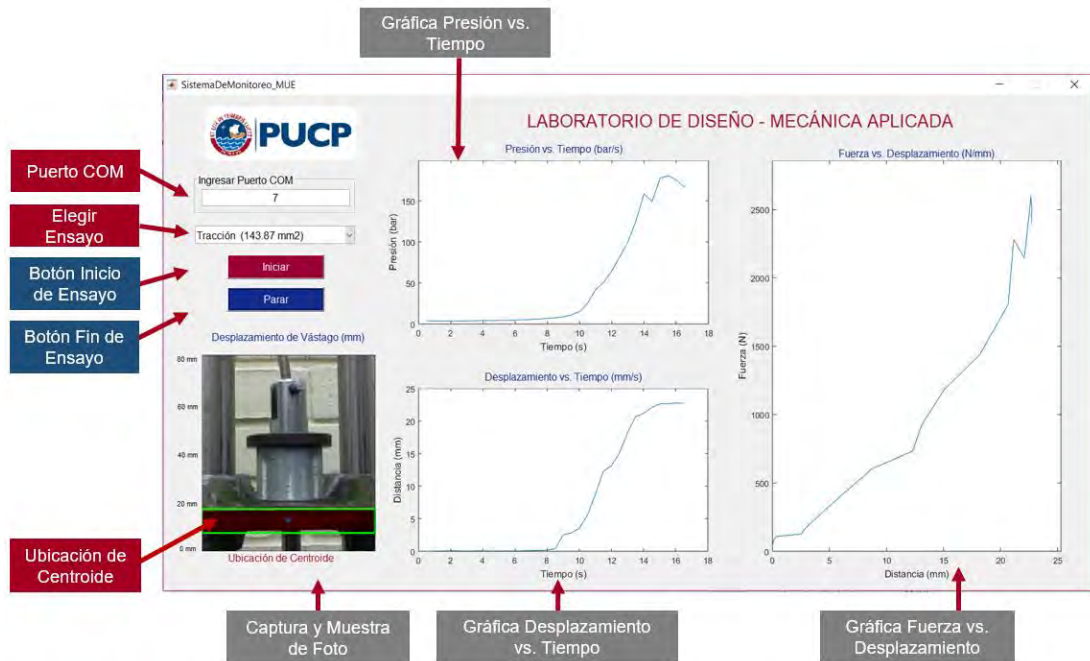 Gráfica Presión vs.
Tiempo
SistemaDeMonitoreo_MUE
PUCP
LABORATORIO DE DISEÑO - MECÁNICA APLICADA
Puerto COM
Ingresar Puerto COM
7
Elegir
Ensayo
Tracción (143.87 mm2)
Botón Inicio
de Ensayo
Iniciar
Parar
Botón Fin de
Ensayo
Presión vs. Tiempo (bar/s)
Presión (bar)
150
100
50
0
0 2 4 6 8 10 12 14 16 18
Tiempo (s)
Fuerza vs. Desplazamiento (N/mm)
Fuerza (N)
2500
2000
1500
1000
500
0
0 5 10 15 20 25
Distancia (mm)
Desplazamiento de Vástago (mm)
80 mm
60 mm
40 mm
20 mm
0 mm
Ubicación de Centroide
Desplazamiento vs. Tiempo (mm/s)
Distancia (mm)
25
20
15
10
5
0
0 2 4 6 8 10 12 14 16 18
Tiempo (s)
Ubicación de
Centroide
Captura y Muestra
de Foto
Gráfica Desplazamiento
vs. Tiempo
Gráfica Fuerza vs.
Desplazamiento